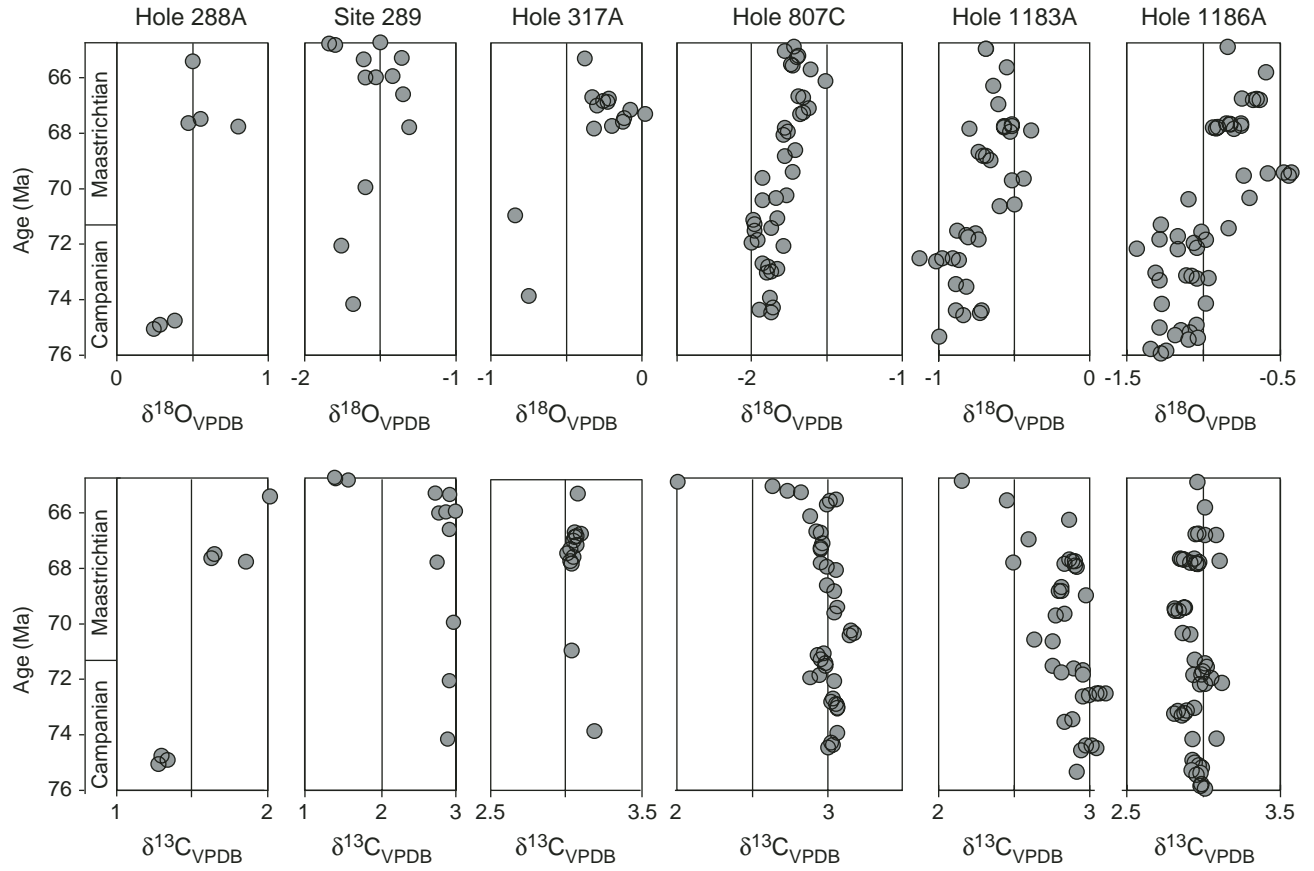 Hole 288A Site 289 Hole 317A Hole 807C Hole 1183A Hole 1186A
Age (Ma)
Maastrichtian
Campanian
66
68
70
72
74
76
0 1 -2 -1 -1 0 -2 -1 -1 0 -1.5 -0.5
δ18OVPDB δ18OVPDB δ18OVPDB δ18OVPDB δ18OVPDB δ18OVPDB
Age (Ma)
Maastrichtian
Campanian
66
68
70
72
74
76
1 2 1 2 3 2.5 3.5 2 3 2 3 2.5 3.5
δ13CVPDB δ13CVPDB δ13CVPDB δ13CVPDB δ13CVPDB δ13CVPDB